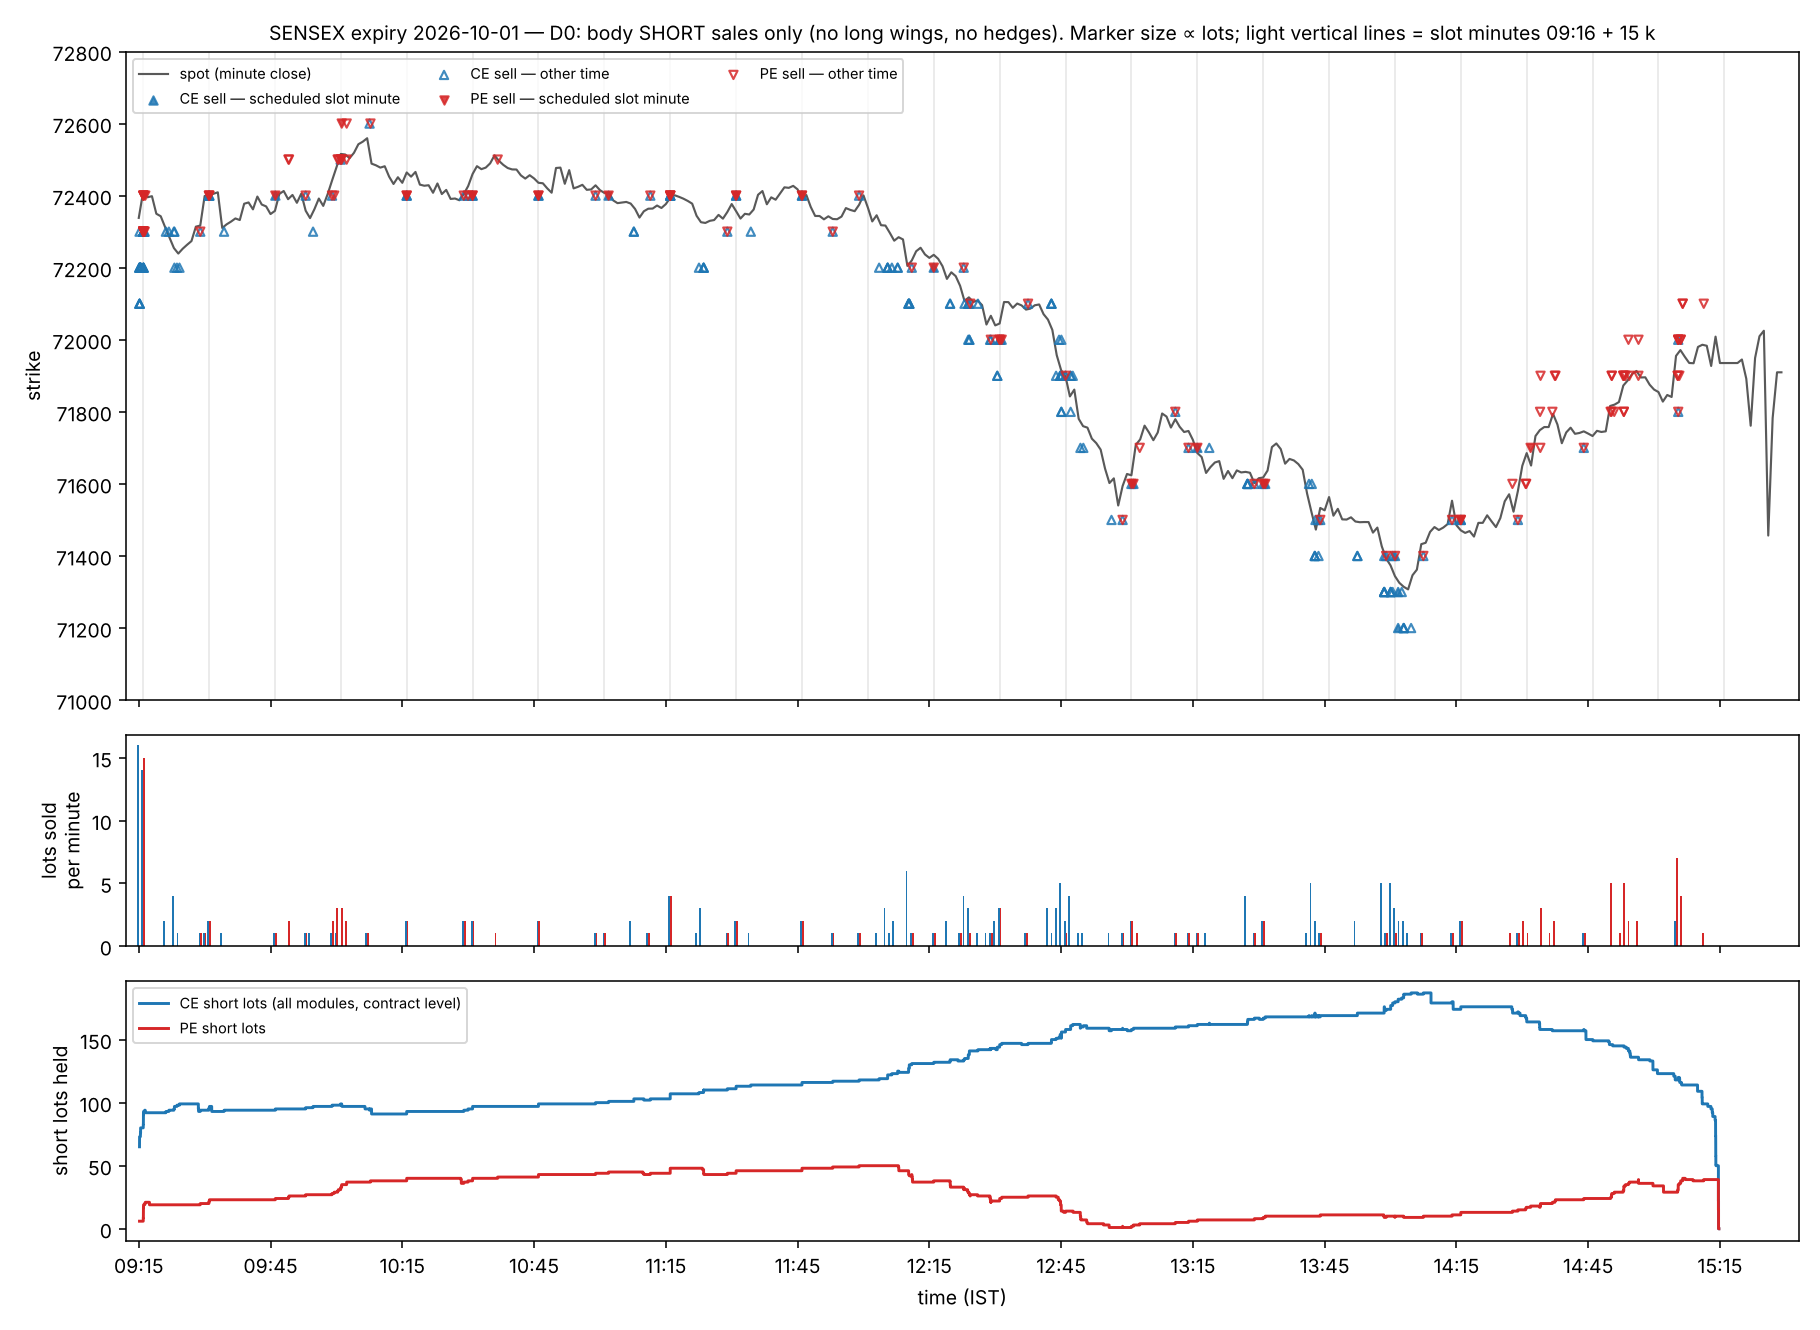 SENSEX expiry 2026-10-01 — D0: body SHORT sales only (no long wings, no hedges). Marker size ∝ lots; light vertical lines = slot minutes 09:16 + 15 k
spot (minute close)
CE sell — scheduled slot minute
CE sell — other time
PE sell — scheduled slot minute
PE sell — other time
strike
72800
72600
72400
72200
72000
71800
71600
71400
71200
71000
lots sold
per minute
15
10
5
0
CE short lots (all modules, contract level)
PE short lots
short lots held
150
100
50
0
09:15 09:45 10:15 10:45 11:15 11:45 12:15 12:45 13:15 13:45 14:15 14:45 15:15
time (IST)